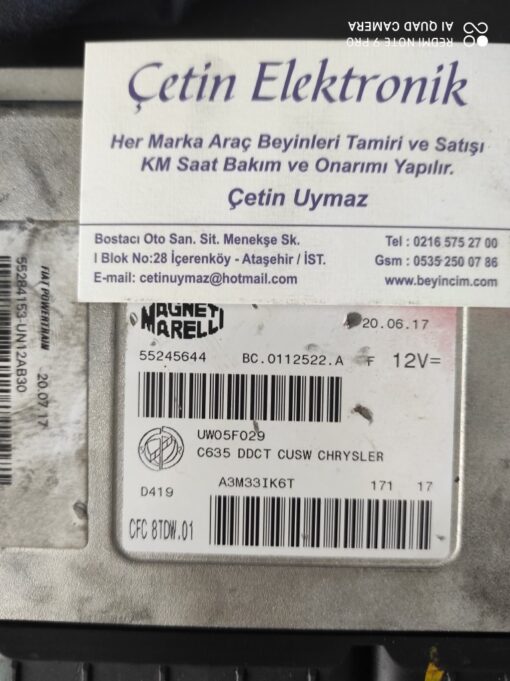 REDMI NOTE 9 PRO
AI QUAD CAMERA
Çetin Elektronik
Her Marka Araç Beyinleri Tamiri ve Satışı
KM Saat Bakım ve Onarımı Yapılır.
Çetin Uymaz
Bostacı Oto San. Sit. Menekşe Sk.
I Blok No:28 İçerenköy - Ataşehir / İST.
E-mail: cetinuymaz@hotmail.com
Tel : 0216 575 27 00
Gsm : 0535 250 07 86
www.beyincim.com
MAGNETI
MARELLI
20.06.17
55245644 BC.0112522.A F 12V=
UW05F029
C635 DDCT CUSW CHRYSLER
D419 A3M33IK6T 171 17
CFC 8TDW.01
FIAT POWERTRAIN 20.07.17
55284153-UN12AB30